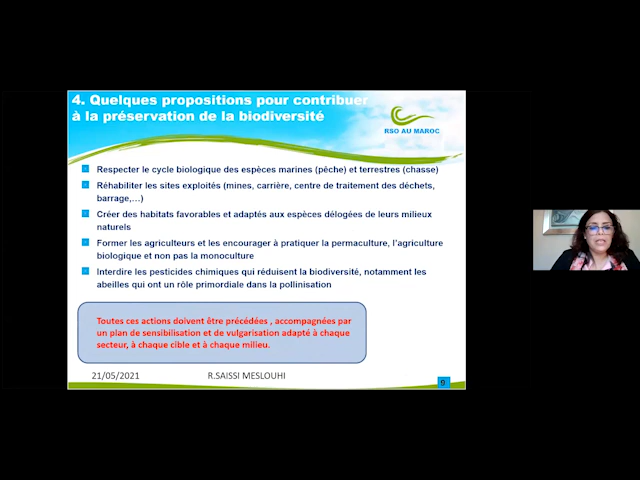 4. Quelques propositions pour contribuer
à la préservation de la biodiversité
RSO AU MAROC
Respecter le cycle biologique des espèces marines (pêche) et terrestres (chasse)
Réhabiliter les sites exploités (mines, carrière, centre de traitement des déchets,
barrage,...)
Créer des habitats favorables et adaptés aux espèces délogées de leurs milieux
naturels
Former les agriculteurs et les encourager à pratiquer la permaculture, l'agriculture
biologique et non pas la monoculture
Interdire les pesticides chimiques qui réduisent la biodiversité, notamment les
abeilles qui ont un rôle primordiale dans la pollinisation
Toutes ces actions doivent être précédées , accompagnées par
un plan de sensibilisation et de vulgarisation adapté à chaque
secteur, à chaque cible et à chaque milieu.
21/05/2021 R.SAISSI MESLOUHI 9